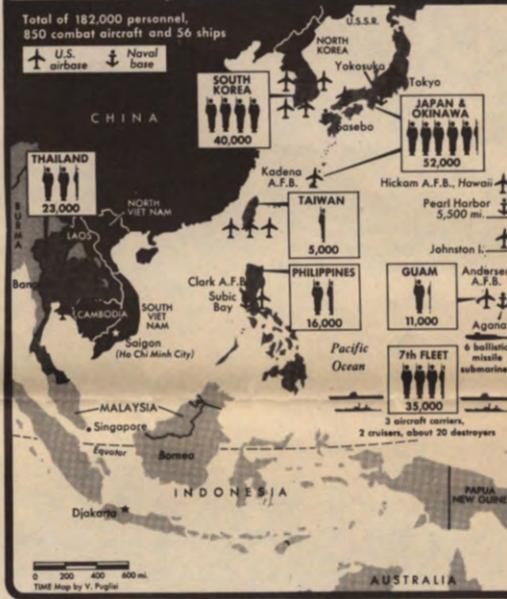 Total of 182,000 personnel,
850 combat aircraft and 56 ships
U.S.
airbase
Naval
base
U.S.S.R.
NORTH
KOREA
Yokosuka
Tokyo
SOUTH
KOREA
40,000
JAPAN &
OKINAWA
52,000
Sasebo
CHINA
THAILAND
23,000
Kadena
A.F.B.
Hickam A.F.B., Hawaii
Pearl Harbor
5,500 mi.
Johnston I.
TAIWAN
5,000
NORTH
VIET NAM
BURMA
LAOS
Clark A.F.B.
Subic
Bay
PHILIPPINES
16,000
GUAM
11,000
Andersen
A.F.B.
Agana
6 ballistic
missile
submarines
Bang
CAMBODIA
SOUTH
VIET
NAM
Saigon
(Ho Chi Minh City)
Pacific
Ocean
7th FLEET
35,000
3 aircraft carriers,
2 cruisers, about 20 destroyers
MALAYSIA
Singapore
Equator
Borneo
INDONESIA
PAPUA
NEW GUINE
Djakarta
0 200 400 600 mi.
TIME Map by V. Puglisi
AUSTRALIA